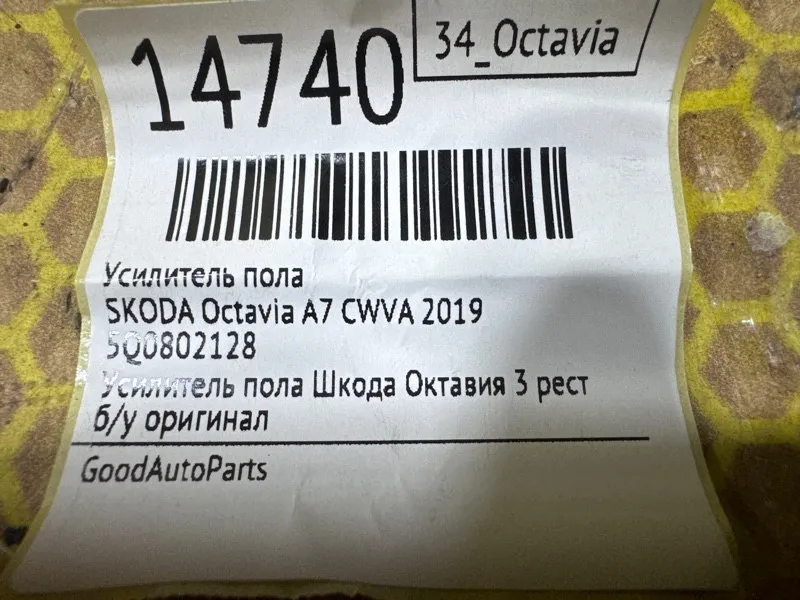 14740
34_Octavia
Усилитель пола
SKODA Octavia A7 CWVA 2019
5Q0802128
Усилитель пола Шкода Октавия 3 рест
б/у оригинал
GoodAutoParts